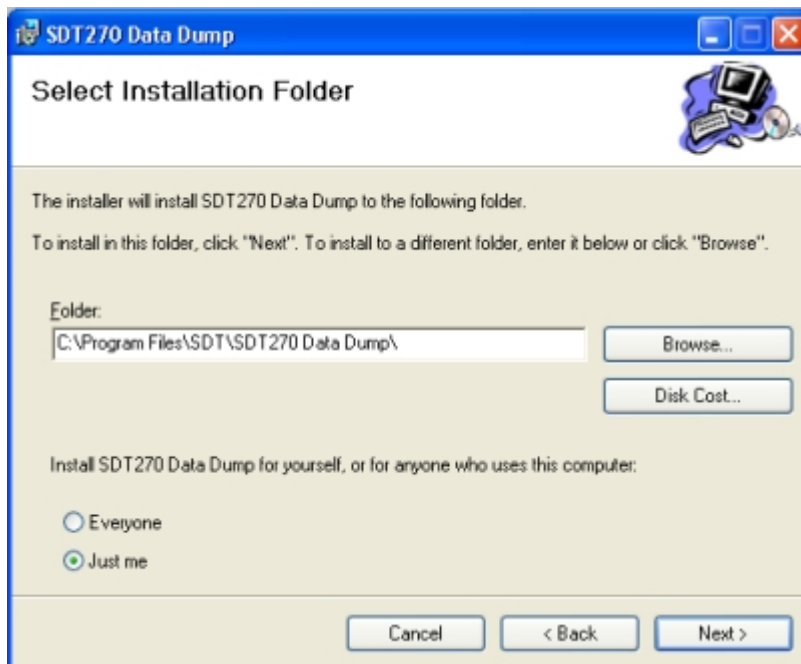 SDT270 Data Dump
Select Installation Folder
The installer will install SDT270 Data Dump to the following folder.
To install in this folder, click "Next". To install to a different folder, enter it below or click "Browse".
Folder:
C:\Program Files\SDT\SDT270 Data Dump\
Browse...
Disk Cost...
Install SDT270 Data Dump for yourself, or for anyone who uses this computer:
Everyone
Just me
Cancel
< Back
Next >